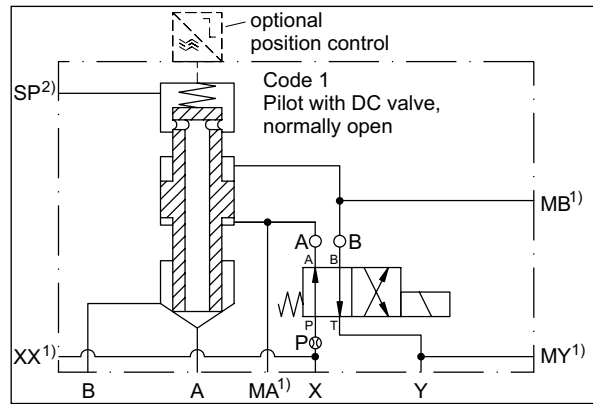 optional
position control
SP2)
Code 1
Pilot with DC valve,
normally open
MB1)
A B
A B
P T
P
XX1)
MY1)
B A MA1) X Y